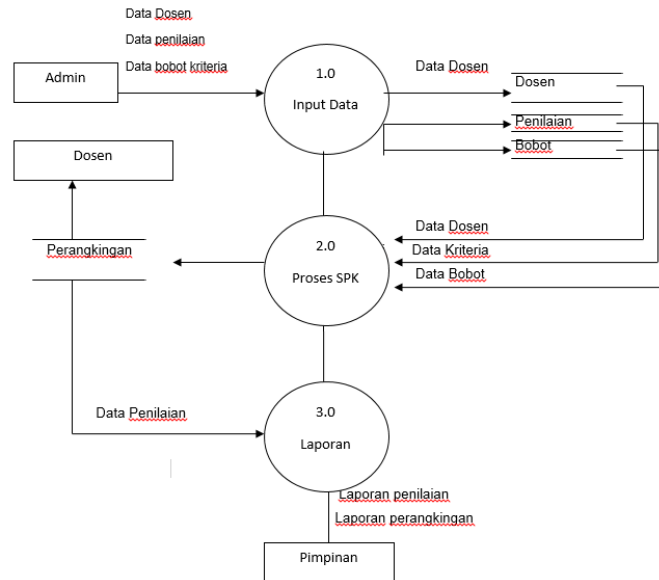 Data Dosen
Data penilaian
Data bobot kriteria
Admin
1.0
Input Data
Data Dosen
Dosen
Penilaian
Bobot
Dosen
Perangkingan
2.0
Proses SPK
Data Dosen
Data Kriteria
Data Bobot
Data Penilaian
3.0
Laporan
Laporan penilaian
Laporan perangkingan
Pimpinan